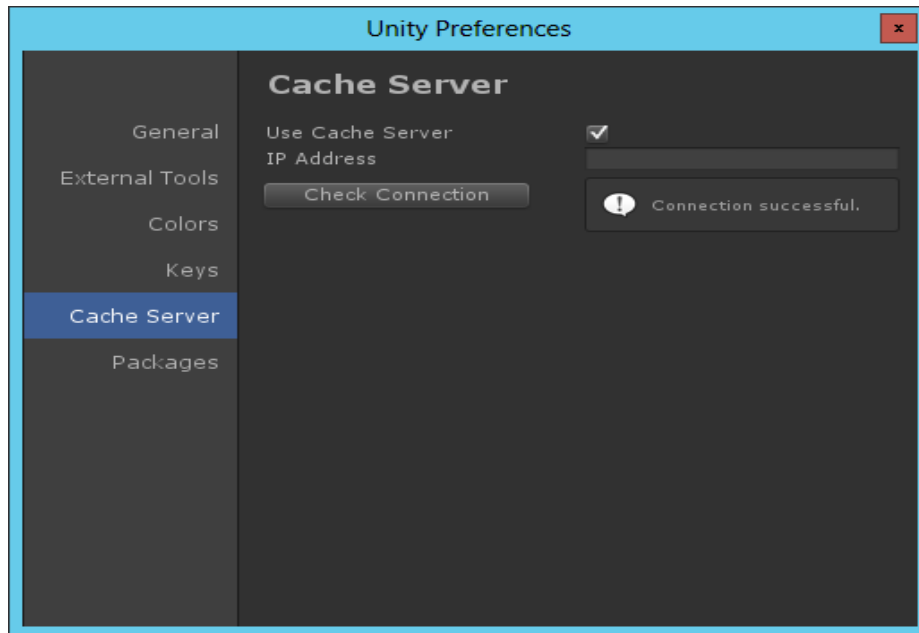 Unity Preferences
x
Cache Server
General
External Tools
Colors
Keys
Cache Server
Packages
Use Cache Server
IP Address
Check Connection
Connection successful.